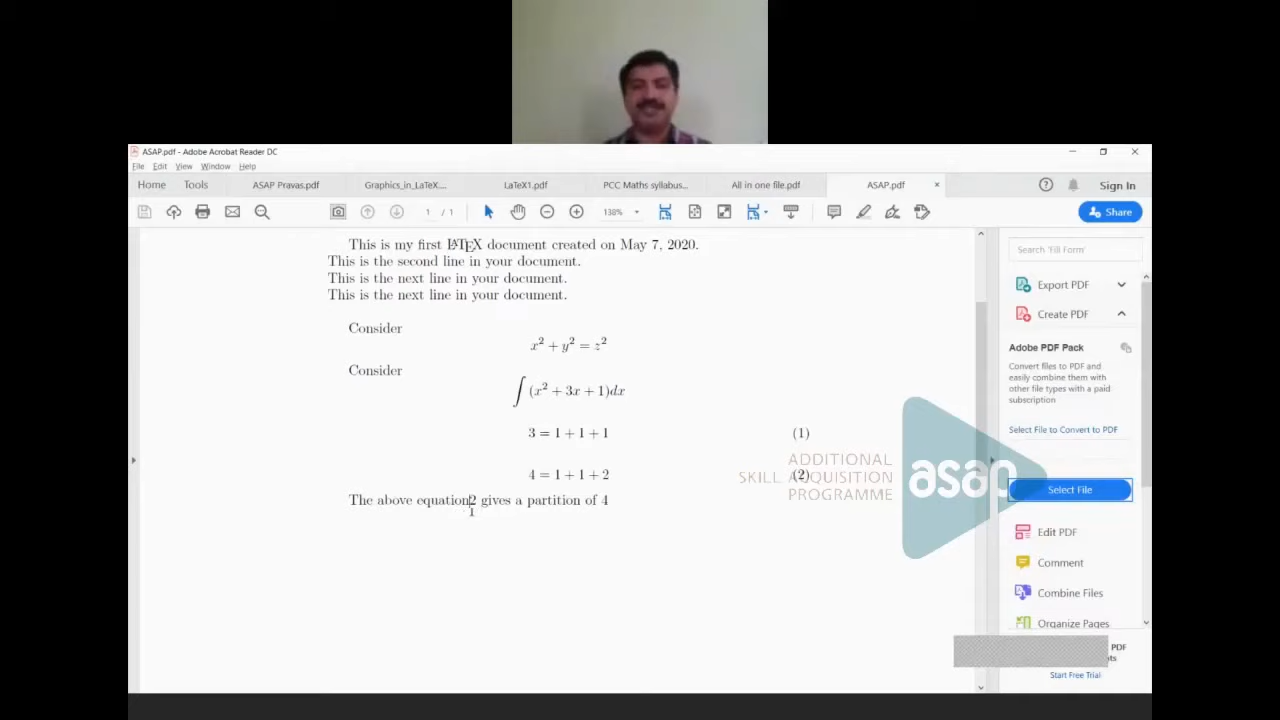 ASAP.pdf - Adobe Acrobat Reader DC
File Edit View Window Help
Home Tools ASAP Pravas.pdf Graphics_in_LaTeX.... LaTeX1.pdf PCC Maths syllabus... All in one file.pdf ASAP.pdf × Sign In
1 / 1 138% Share
This is my first LATEX document created on May 7, 2020.
This is the second line in your document.
This is the next line in your document.
This is the next line in your document.
Consider
x² + y² = z²
Consider
∫ (x² + 3x + 1)dx
3 = 1 + 1 + 1 (1)
4 = 1 + 1 + 2 (2)
The above equation2 gives a partition of 4
ADDITIONAL
SKILL ACQUISITION
PROGRAMME
asap
Search 'Fill Form'
Export PDF
Create PDF
Adobe PDF Pack
Convert files to PDF and
easily combine them with
other file types with a paid
subscription
Select File to Convert to PDF
Select File
Edit PDF
Comment
Combine Files
Organize Pages
PDF
Start Free Trial